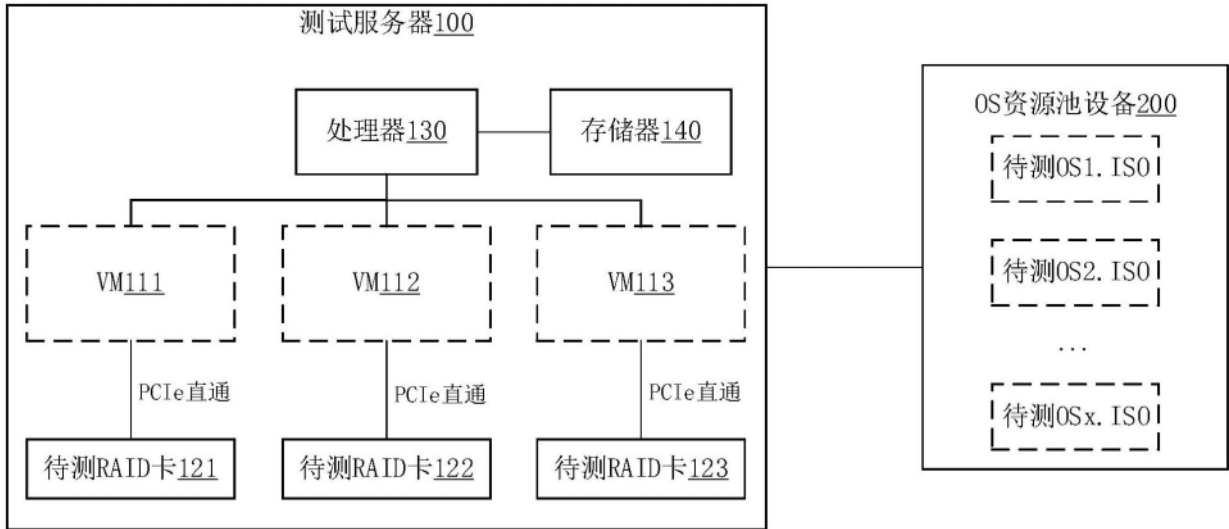 测试服务器100
处理器130
存储器140
VM111
VM112
VM113
PCIe直通
PCIe直通
PCIe直通
待测RAID卡121
待测RAID卡122
待测RAID卡123
OS资源池设备200
待测OS1.ISO
待测OS2.ISO
...
待测OSx.ISO